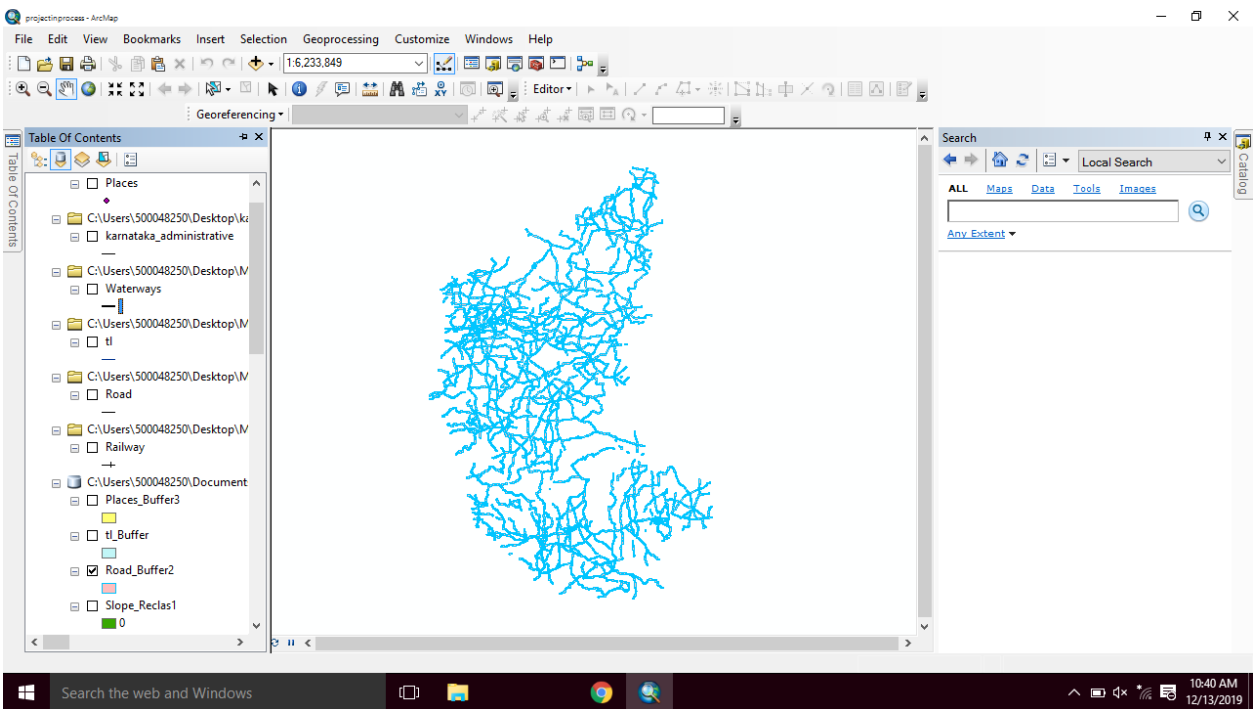 projectinprocess - ArcMap
File Edit View Bookmarks Insert Selection Geoprocessing Customize Windows Help
1:6,233,849
Editor
Georeferencing
Table Of Contents
Search
Table Of Contents
Catalog
Local Search
ALL Maps Data Tools Images
Any Extent
Places
C:\Users\500048250\Desktop\ka
karnataka_administrative
C:\Users\500048250\Desktop\M
Waterways
C:\Users\500048250\Desktop\M
tl
C:\Users\500048250\Desktop\M
Road
C:\Users\500048250\Desktop\M
Railway
C:\Users\500048250\Document
Places_Buffer3
tl_Buffer
Road_Buffer2
Slope_Reclas1
0
Search the web and Windows
10:40 AM
12/13/2019